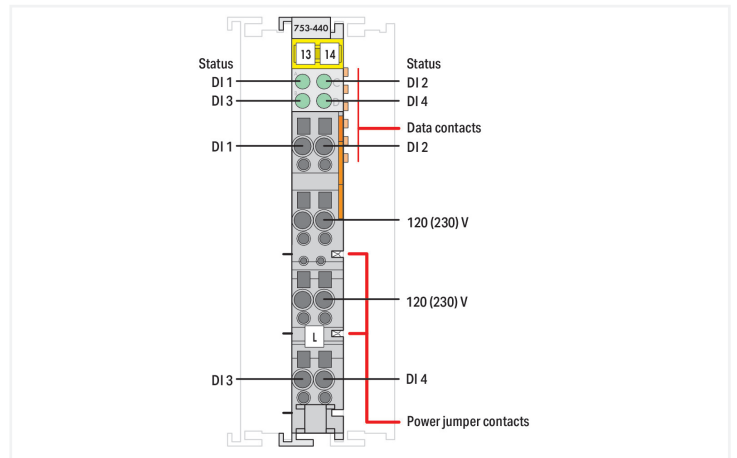 753-440
13 14
Status
Status
DI 1
DI 2
DI 3
DI 4
Data contacts
DI 1
DI 2
120 (230) V
120 (230) V
L
DI 3
DI 4
Power jumper contacts